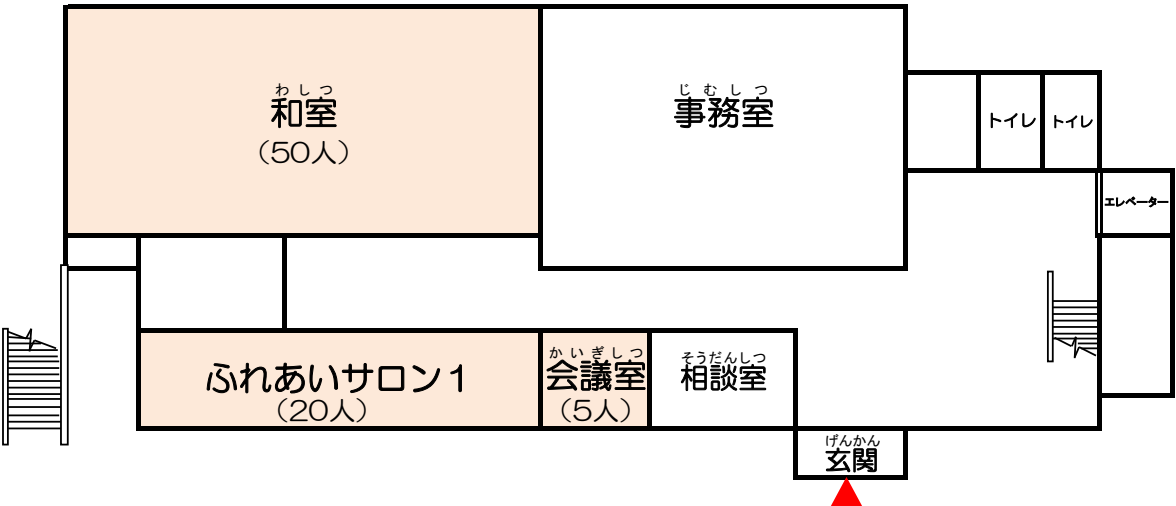 わしつ
和室
（50人）
じむしつ
事務室
トイレ
トイレ
エレベーター
ふれあいサロン１
（20人）
かいぎしつ
会議室
（5人）
そうだんしつ
相談室
げんかん
玄関